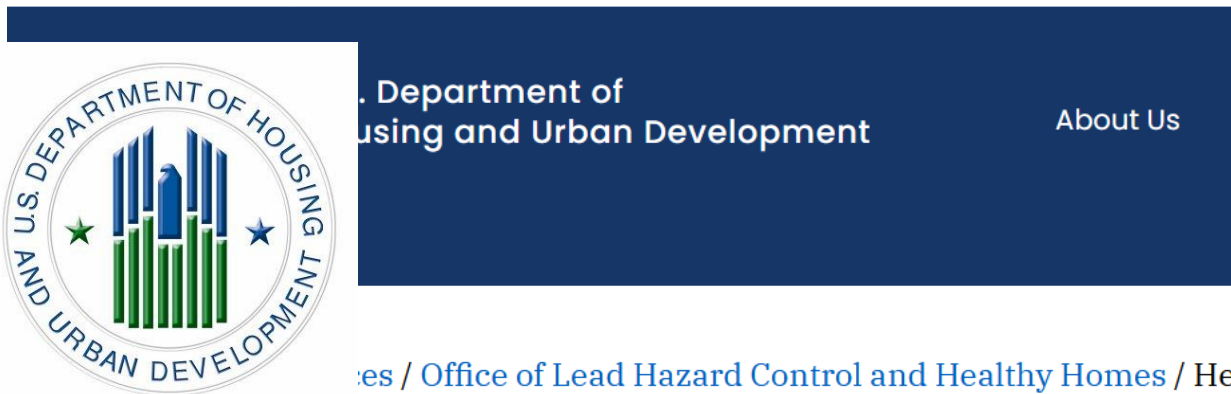 U.S. DEPARTMENT OF HOUSING
AND URBAN DEVELOPMENT
. Department of
using and Urban Development
About Us
es / Office of Lead Hazard Control and Healthy Homes / He